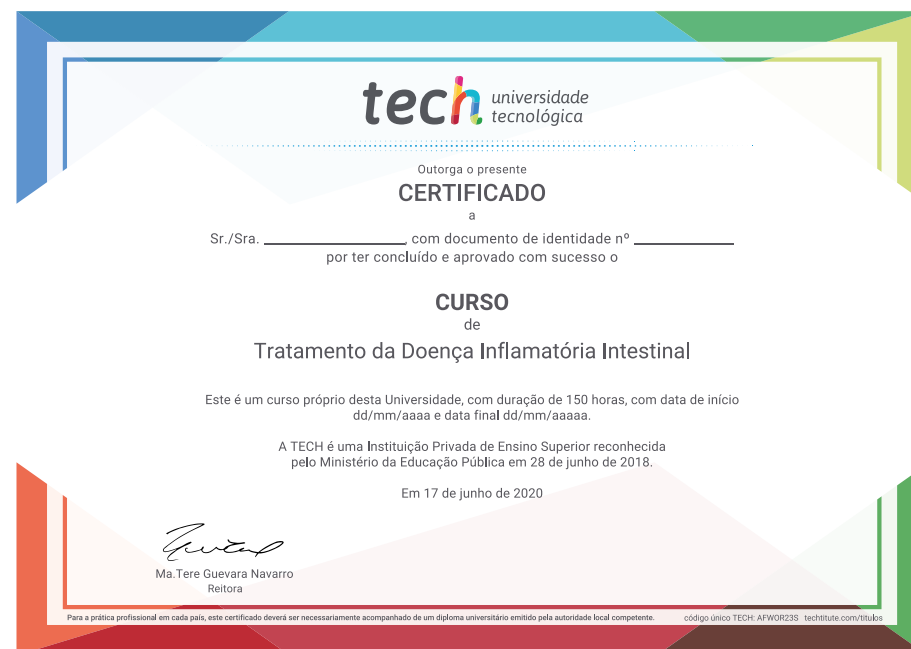 tech universidade
tecnológica
Outorga o presente
CERTIFICADO
a
Sr./Sra. ________________, com documento de identidade nº ____________
por ter concluído e aprovado com sucesso o
CURSO
de
Tratamento da Doença Inflamatória Intestinal
Este é um curso próprio desta Universidade, com duração de 150 horas, com data de início
dd/mm/aaaa e data final dd/mm/aaaaa.
A TECH é uma Instituição Privada de Ensino Superior reconhecida
pelo Ministério da Educação Pública em 28 de junho de 2018.
Em 17 de junho de 2020
Ma.Tere Guevara Navarro
Reitora
Para a prática profissional em cada país, este certificado deverá ser necessariamente acompanhado de um diploma universitário emitido pela autoridade local competente. código único TECH: AFWOR23S techtitute.com/titulos